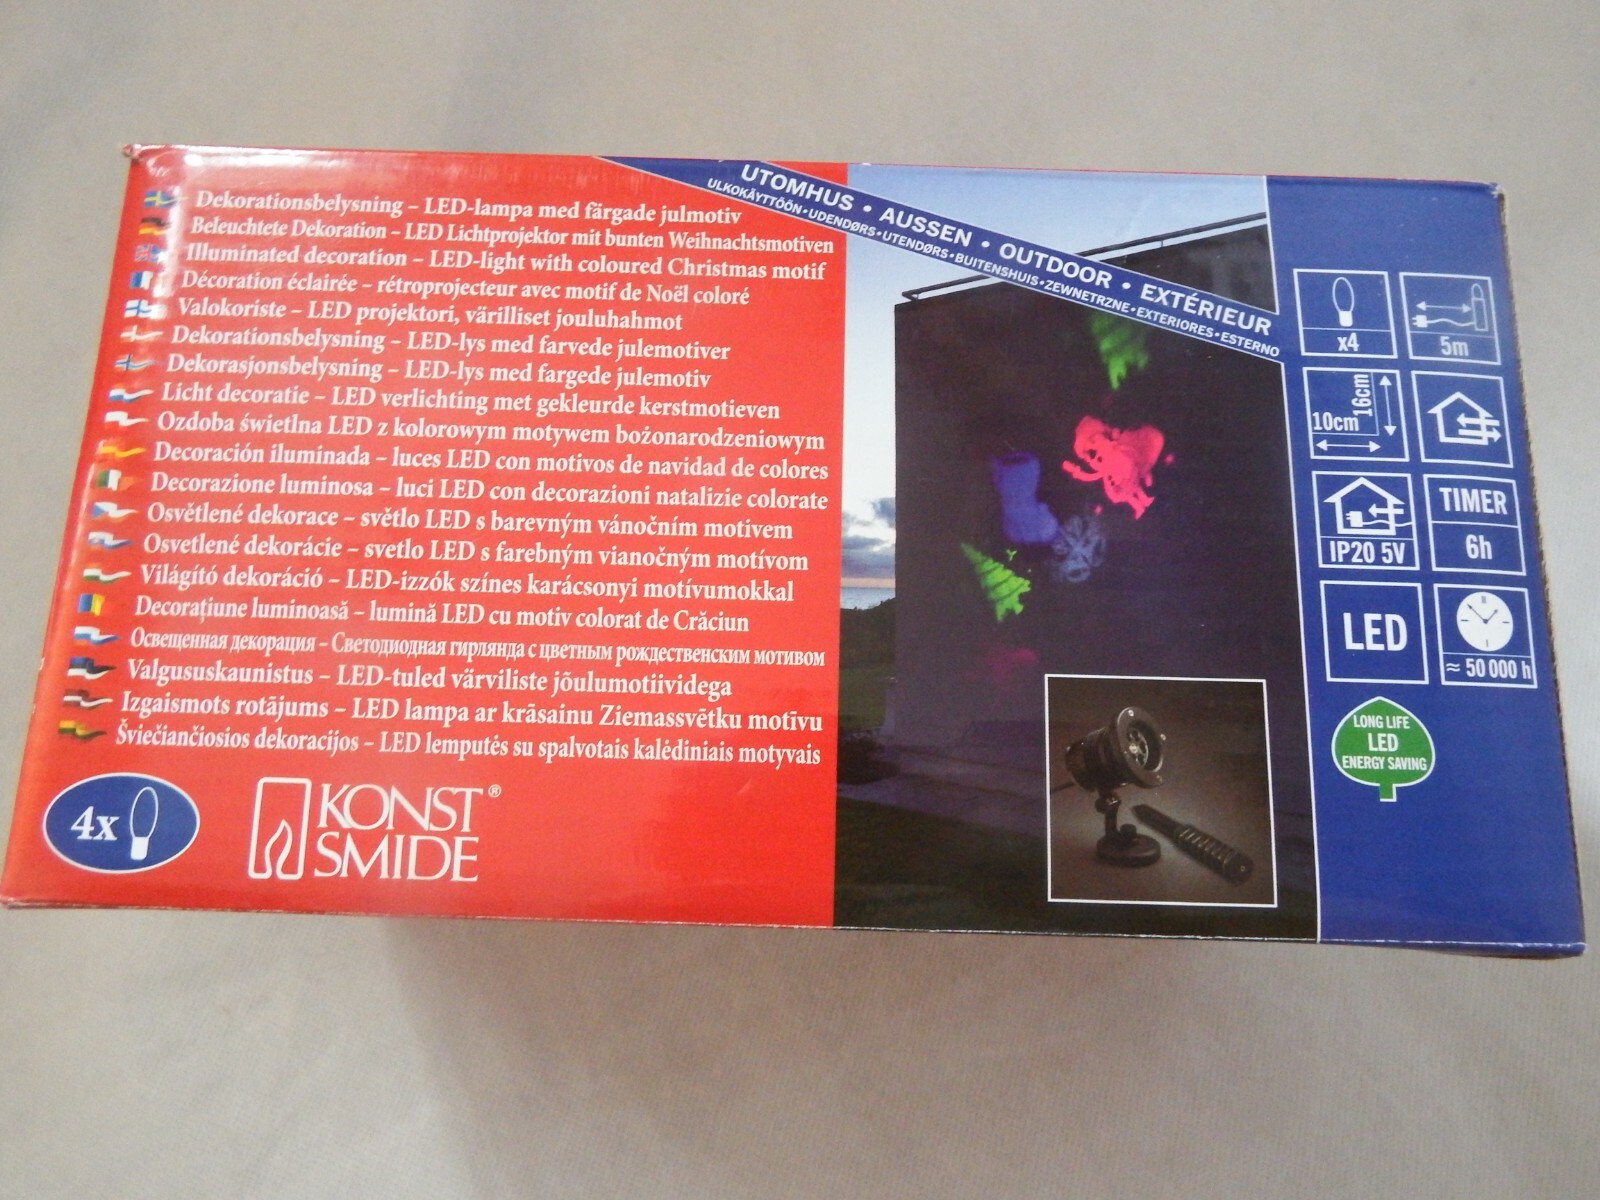 Dekorationsbelysning – LED-lampa med färgade julmotiv
Beleuchtete Dekoration – LED Lichtprojektor mit bunten Weihnachtsmotiven
Illuminated decoration – LED-light with coloured Christmas motif
Décoration éclairée – rétroprojecteur avec motif de Noël coloré
Valokoriste – LED projektori, värilliset jouluhahmot
Dekorationsbelysning – LED-lys med farvede julemotiver
Dekorasjonsbelysning – LED-lys med fargede julemotiv
Licht decoratie – LED verlichting met gekleurde kerstmotieven
Ozdoba świetlna LED z kolorowym motywem bożonarodzeniowym
Decoración iluminada – luces LED con motivos de navidad de colores
Decorazione luminosa – luci LED con decorazioni natalizie colorate
Osvětlené dekorace – světlo LED s barevným vánočním motivem
Osvetlené dekorácie – svetlo LED s farebným vianočným motívom
Világító dekoráció – LED-izzók színes karácsonyi motívumokkal
Decorațiune luminoasă – lumină LED cu motiv colorat de Crăciun
Освещенная декорация – Светодиодная гирлянда с цветным рождественским мотивом
Valgususkaunistus – LED-tuled värviliste jõulumotiividega
Izgaismots rotājums – LED lampa ar krāsainu Ziemassvētku motīvu
Šviečiančiosios dekoracijos – LED lemputės su spalvotais kalėdiniais motyvais
4x
KONST®
SMIDE
UTOMHUS • AUSSEN • OUTDOOR • EXTÉRIEUR
ULKOKÄYTTÖÖN•UDENDØRS•UTENDØRS•BUITENSHUIS•ZEWNETRZNE•EXTERIORES•ESTERNO
x4
5m
10cm
16cm
IP20 5V
TIMER
6h
LED
≈ 50 000 h
LONG LIFE
LED
ENERGY SAVING